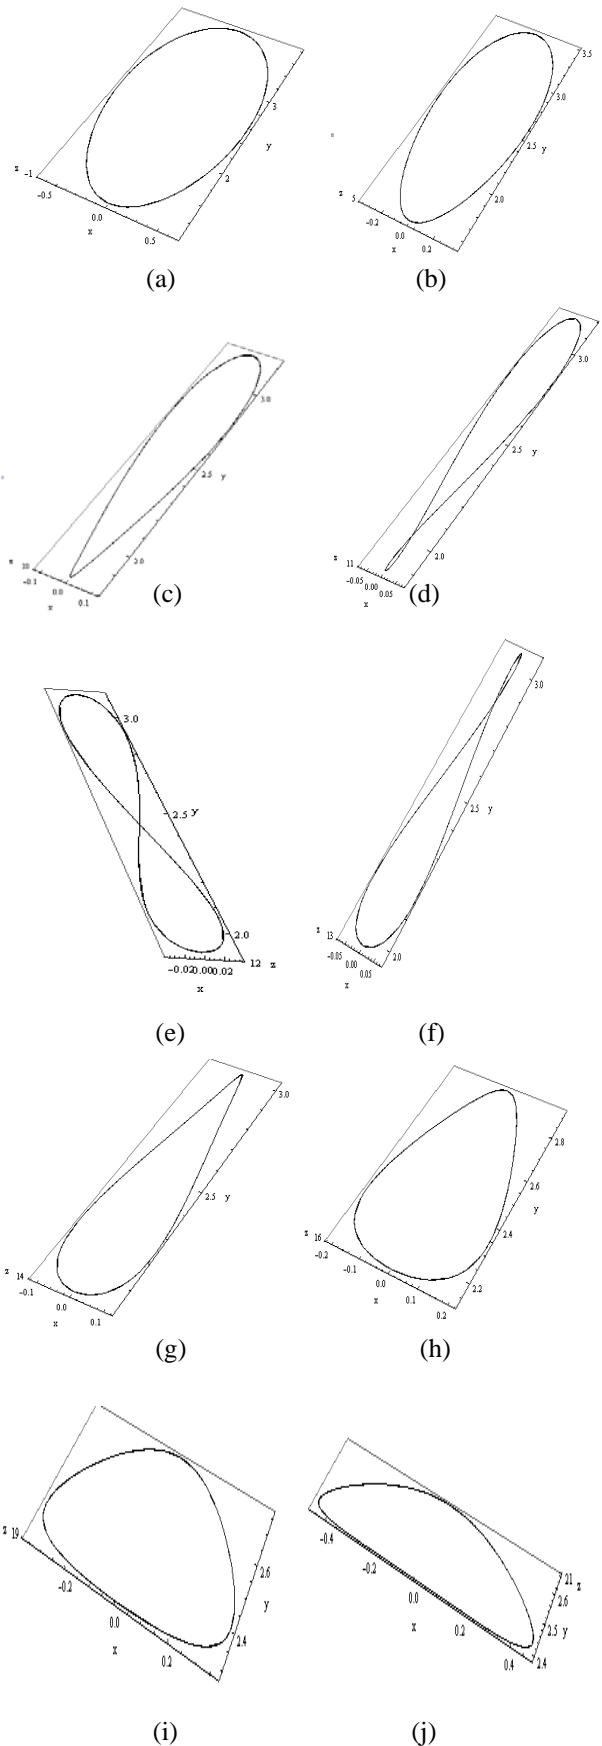 z -1
-0.5
0.0
0.5
x
2
3
y
(a)
z 5
-0.2
0.0
0.2
x
2.0
2.5
3.0
3.5
y
(b)
z 10
-0.1
0.0
0.1
x
2.0
2.5
3.0
y
(c)
z 11
-0.05 0.00 0.05
x
2.0
2.5
3.0
y
(d)
3.0
2.5
2.0
y
12 z
-0.02 0.00 0.02
x
(e)
z 13
-0.05
0.00
0.05
x
2.0
2.5
3.0
y
(f)
z 14
-0.1
0.0
0.1
x
2.5
3.0
y
(g)
z 16
-0.2
-0.1
0.0
0.1
0.2
x
2.2
2.4
2.6
2.8
y
(h)
z 19
-0.2
0.0
0.2
x
2.4
2.6
y
(i)
-0.4
-0.2
0.0
0.2
0.4
x
21 z
2.6
2.5
2.4
y
(j)